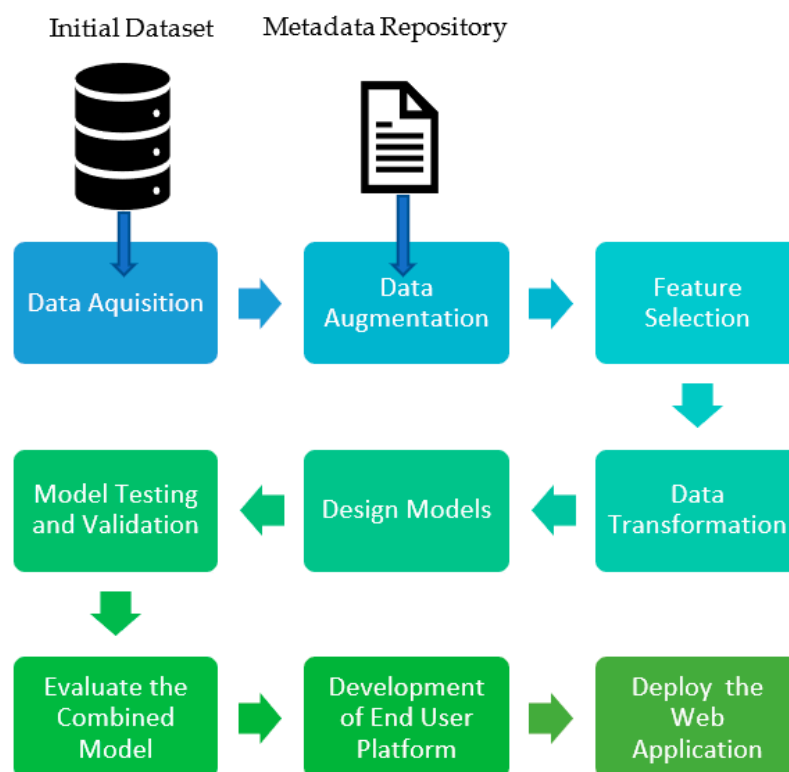 Initial Dataset
Metadata Repository
Data Aquisition
Data
Augmentation
Feature
Selection
Data
Transformation
Design Models
Model Testing
and Validation
Evaluate the
Combined
Model
Development
of End User
Platform
Deploy the
Web
Application